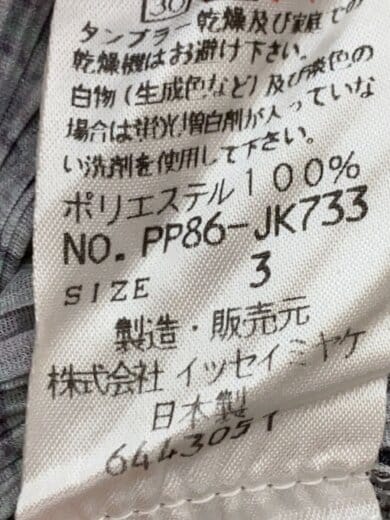 30
タンブラー乾燥及び家庭での
乾燥機はお避け下さい。
白物(生成色など)及び淡色の
場合は蛍光増白剤が入っていな
い洗剤を使用して下さい。
ポリエステル100%
NO. PP86-JK733
SIZE 3
製造・販売元
株式会社 イッセイミヤケ
日本製
6443051